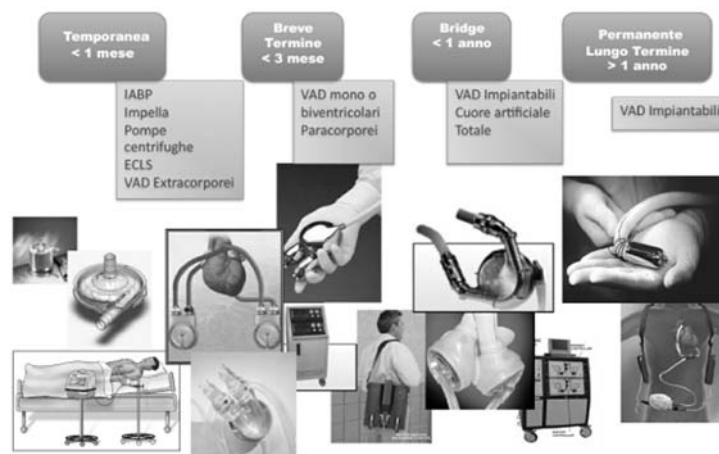 Temporanea
< 1 mese
Breve
Termine
< 3 mese
Bridge
< 1 anno
Permanente
Lungo Termine
> 1 anno
IABP
Impella
Pompe
centrifughe
ECLS
VAD Extracorporei
VAD mono o
biventricolari
Paracorporei
VAD Impiantabili
Cuore artificiale
Totale
VAD Impiantabili